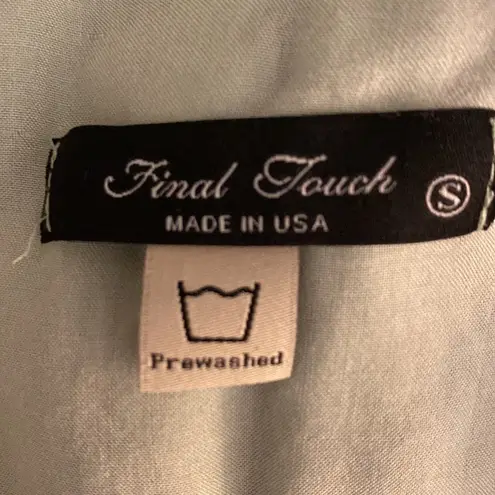 Final Touch S
MADE IN USA
Prewashed